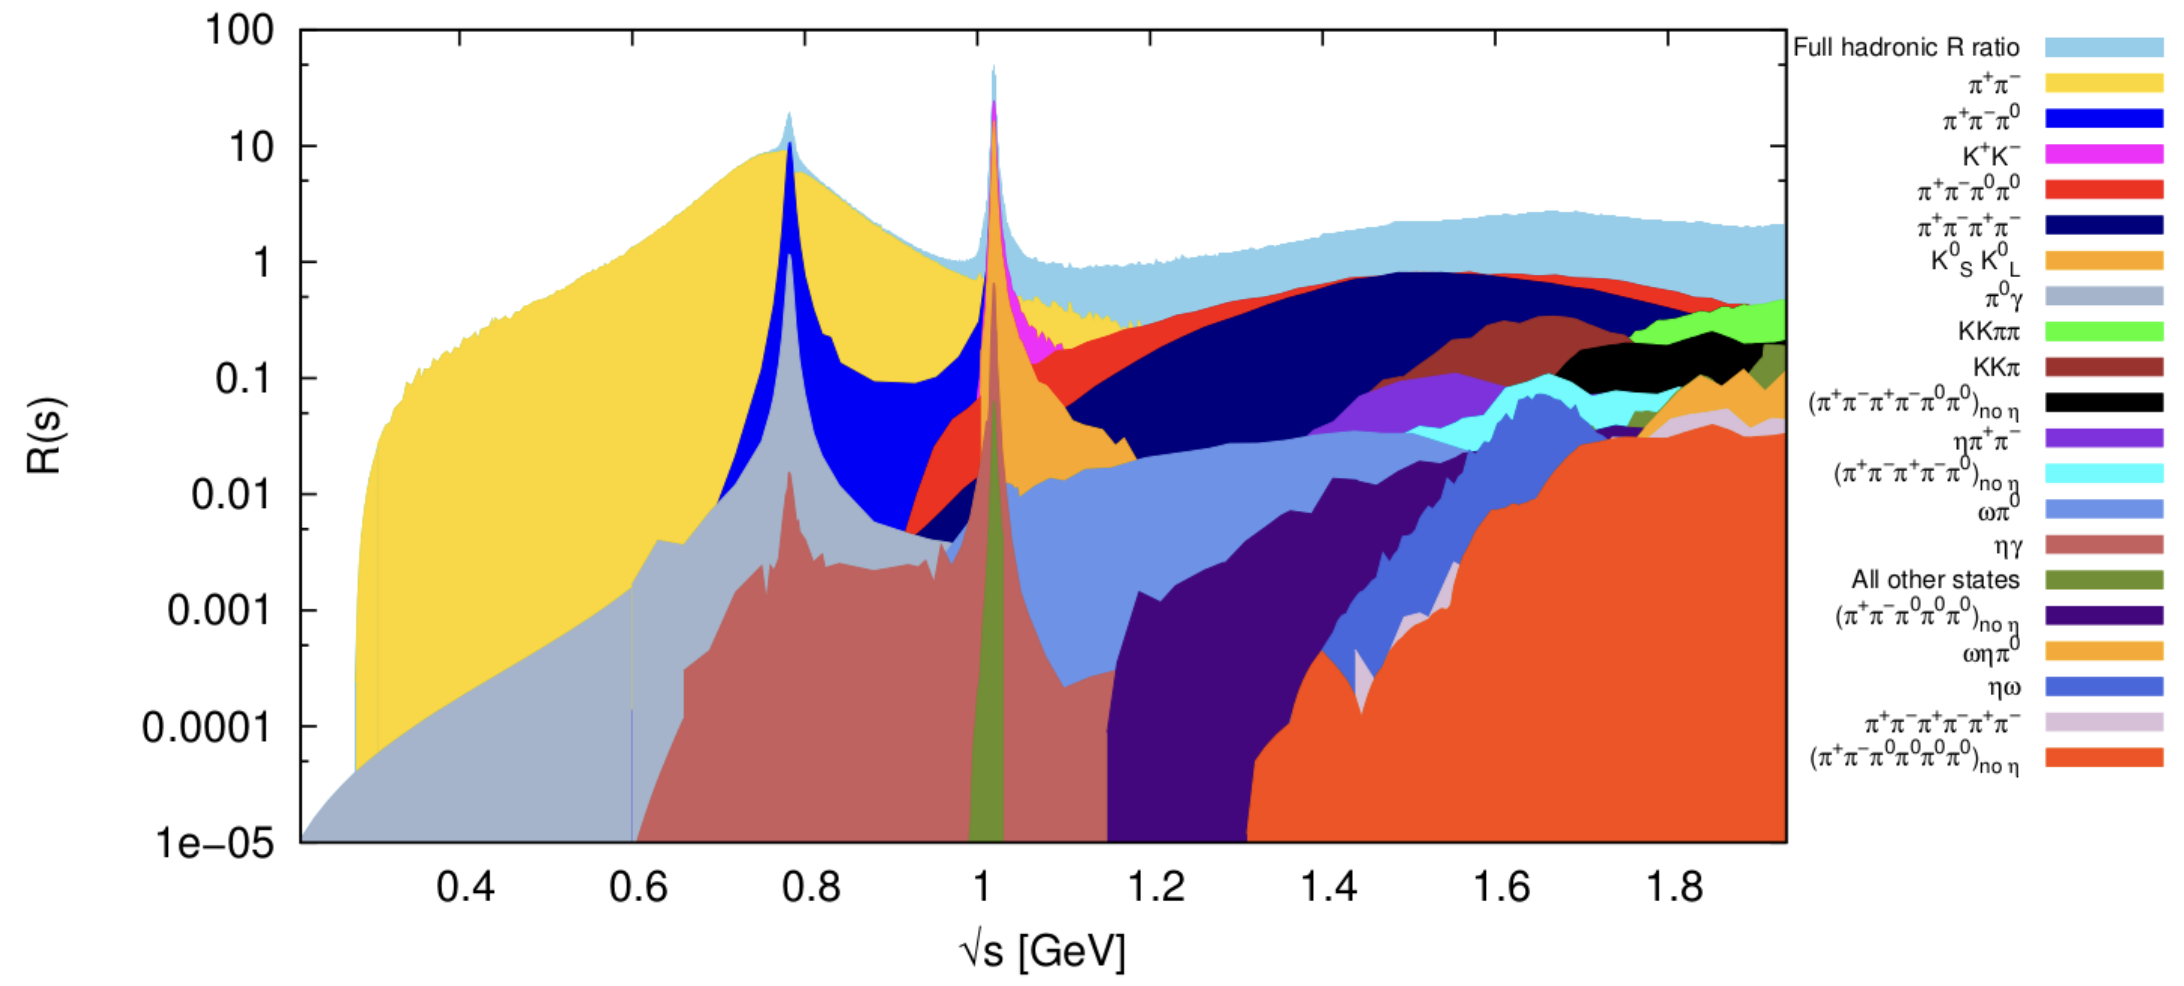 100
10
1
0.1
0.01
0.001
0.0001
1e−05
R(s)
0.4 0.6 0.8 1 1.2 1.4 1.6 1.8
√s [GeV]
Full hadronic R ratio
π⁺π⁻
π⁺π⁻π⁰
K⁺K⁻
π⁺π⁻π⁰π⁰
π⁺π⁻π⁺π⁻
K⁰_S K⁰_L
π⁰γ
KKππ
KKπ
(π⁺π⁻π⁺π⁻π⁰π⁰)no η
ηπ⁺π⁻
(π⁺π⁻π⁺π⁻π⁰)no η
ωπ⁰
ηγ
All other states
(π⁺π⁻π⁰π⁰π⁰)no η
ωηπ⁰
ηω
π⁺π⁻π⁺π⁻π⁺π⁻
(π⁺π⁻π⁰π⁰π⁰π⁰)no η